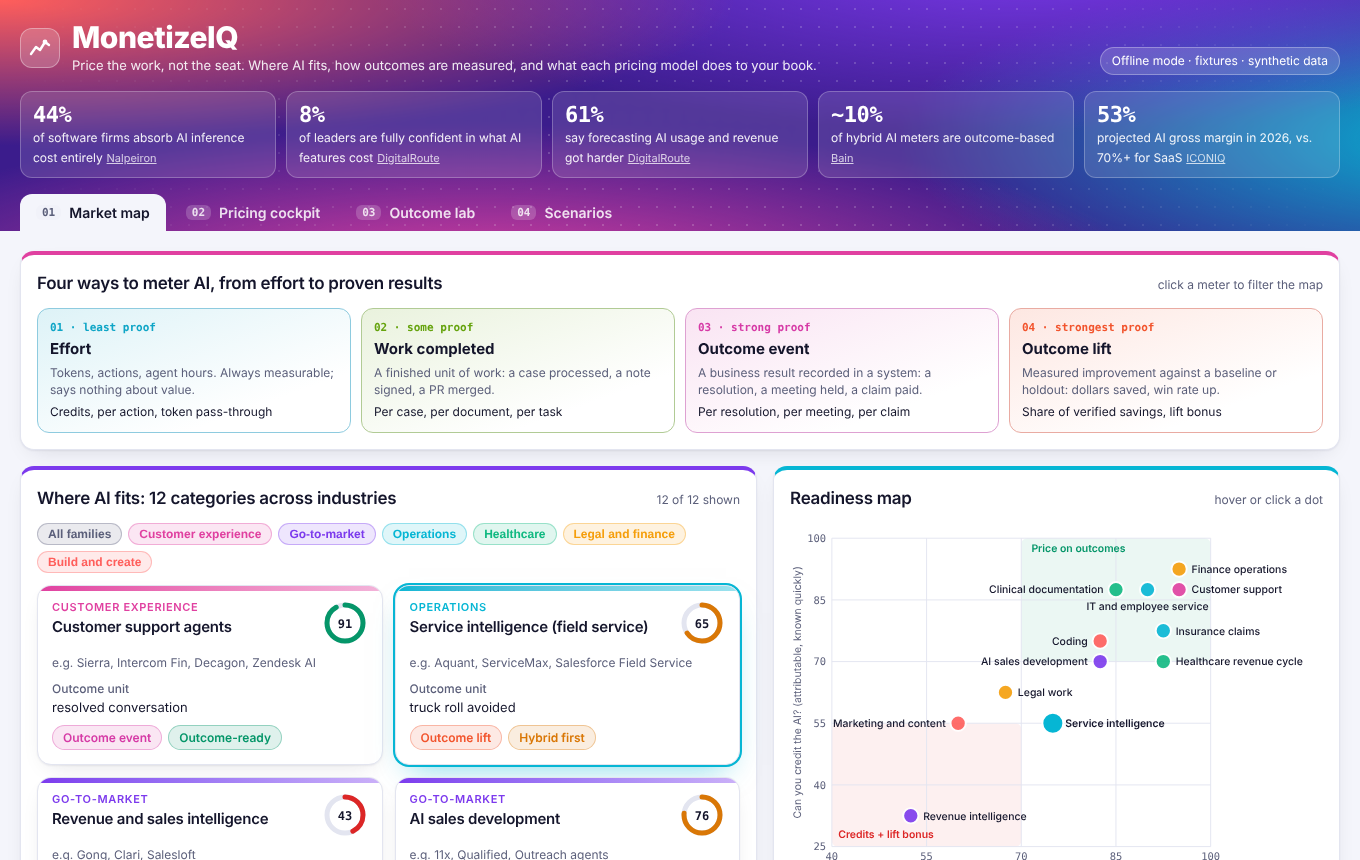 MonetizeIQ
Price the work, not the seat. Where AI fits, how outcomes are measured, and what each pricing model does to your book.
Offline mode · fixtures · synthetic data
44%
of software firms absorb AI inference
cost entirely Nalpeiron
8%
of leaders are fully confident in what AI
features cost DigitalRoute
61%
say forecasting AI usage and revenue
got harder DigitalRoute
~10%
of hybrid AI meters are outcome-based
Bain
53%
projected AI gross margin in 2026, vs.
70%+ for SaaS ICONIQ
01 Market map
02 Pricing cockpit
03 Outcome lab
04 Scenarios
Four ways to meter AI, from effort to proven results
click a meter to filter the map
01 · least proof
Effort
Tokens, actions, agent hours. Always measurable;
says nothing about value.
Credits, per action, token pass-through
02 · some proof
Work completed
A finished unit of work: a case processed, a note
signed, a PR merged.
Per case, per document, per task
03 · strong proof
Outcome event
A business result recorded in a system: a
resolution, a meeting held, a claim paid.
Per resolution, per meeting, per claim
04 · strongest proof
Outcome lift
Measured improvement against a baseline or
holdout: dollars saved, win rate up.
Share of verified savings, lift bonus
Where AI fits: 12 categories across industries
12 of 12 shown
All families
Customer experience
Go-to-market
Operations
Healthcare
Legal and finance
Build and create
CUSTOMER EXPERIENCE
Customer support agents
91
e.g. Sierra, Intercom Fin, Decagon, Zendesk AI
Outcome unit
resolved conversation
Outcome event
Outcome-ready
OPERATIONS
Service intelligence (field service)
65
e.g. Aquant, ServiceMax, Salesforce Field Service
Outcome unit
truck roll avoided
Outcome lift
Hybrid first
GO-TO-MARKET
Revenue and sales intelligence
43
e.g. Gong, Clari, Salesloft
GO-TO-MARKET
AI sales development
76
e.g. 11x, Qualified, Outreach agents
Readiness map
hover or click a dot
Can you credit the AI? (attributable, known quickly)
100
Price on outcomes
Finance operations
Clinical documentation
Customer support
85
IT and employee service
Insurance claims
Coding
70
AI sales development
Healthcare revenue cycle
Legal work
55
Marketing and content
Service intelligence
40
Revenue intelligence
Credits + lift bonus
25
40
55
70
85
100